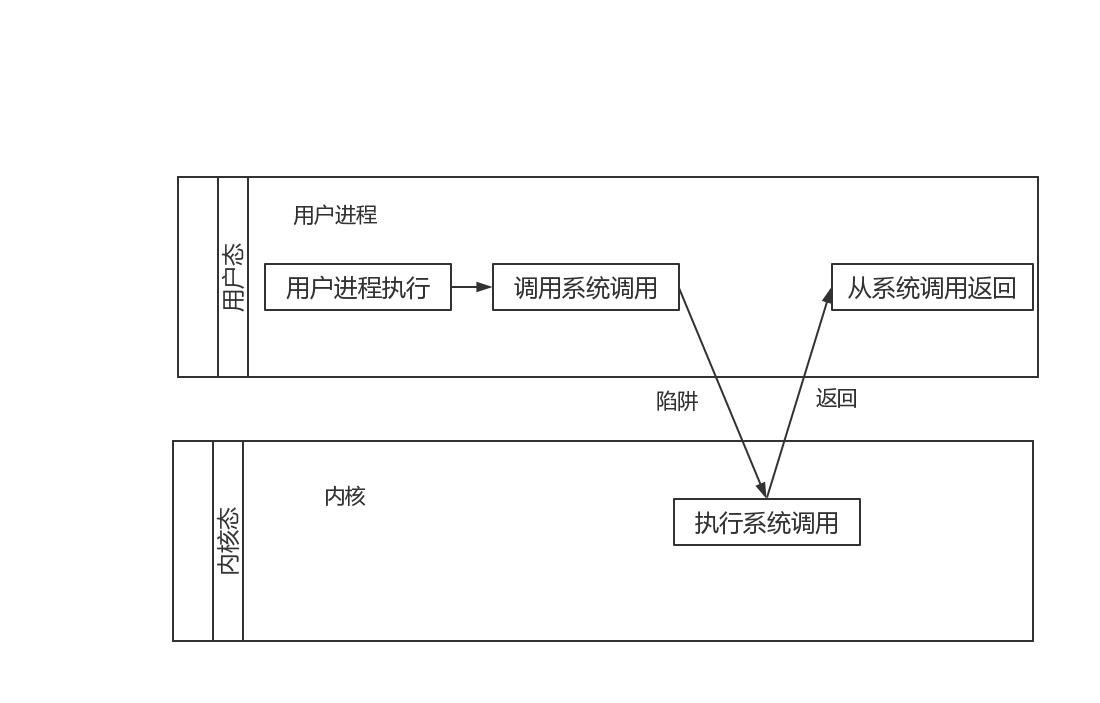 用户态
用户进程
用户进程执行
调用系统调用
从系统调用返回
陷阱
返回
内核态
内核
执行系统调用